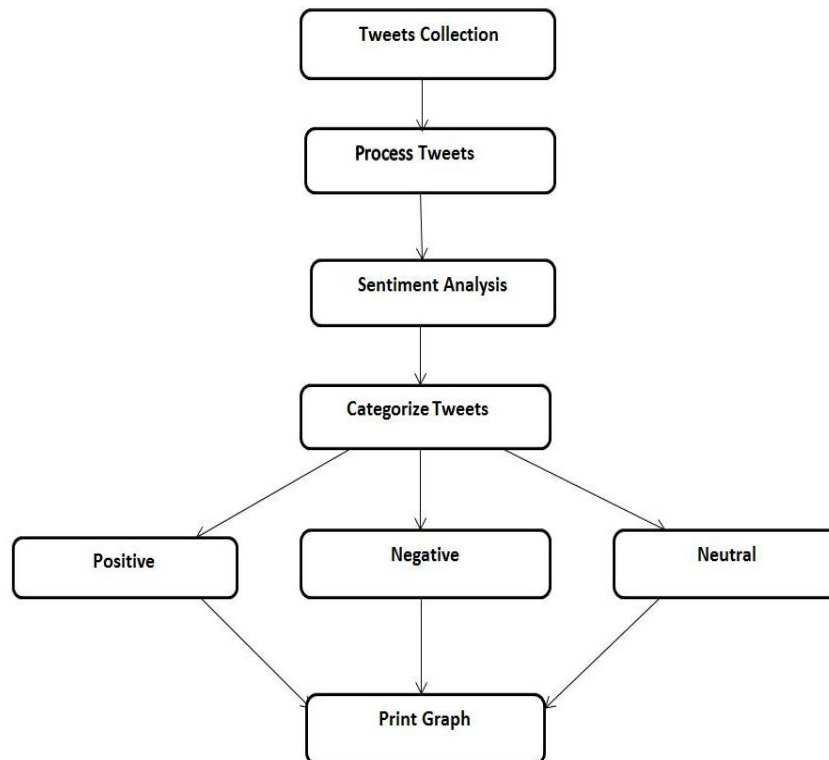 Tweets Collection
Process Tweets
Sentiment Analysis
Categorize Tweets
Positive
Negative
Neutral
Print Graph